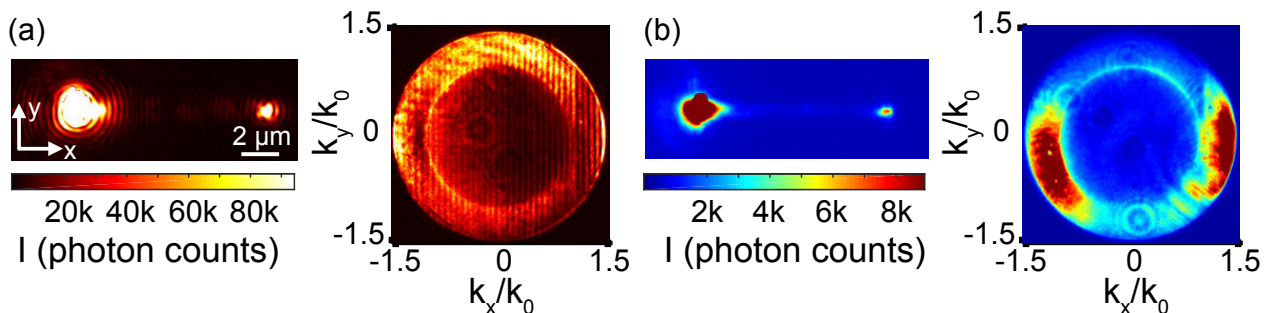 (a)
y
x
2 μm
20k 40k 60k 80k
I (photon counts)
1.5
k_y/k_0
0
-1.5
-1.5 0 1.5
k_x/k_0
(b)
2k 4k 6k 8k
I (photon counts)
1.5
k_y/k_0
0
-1.5
-1.5 0 1.5
k_x/k_0